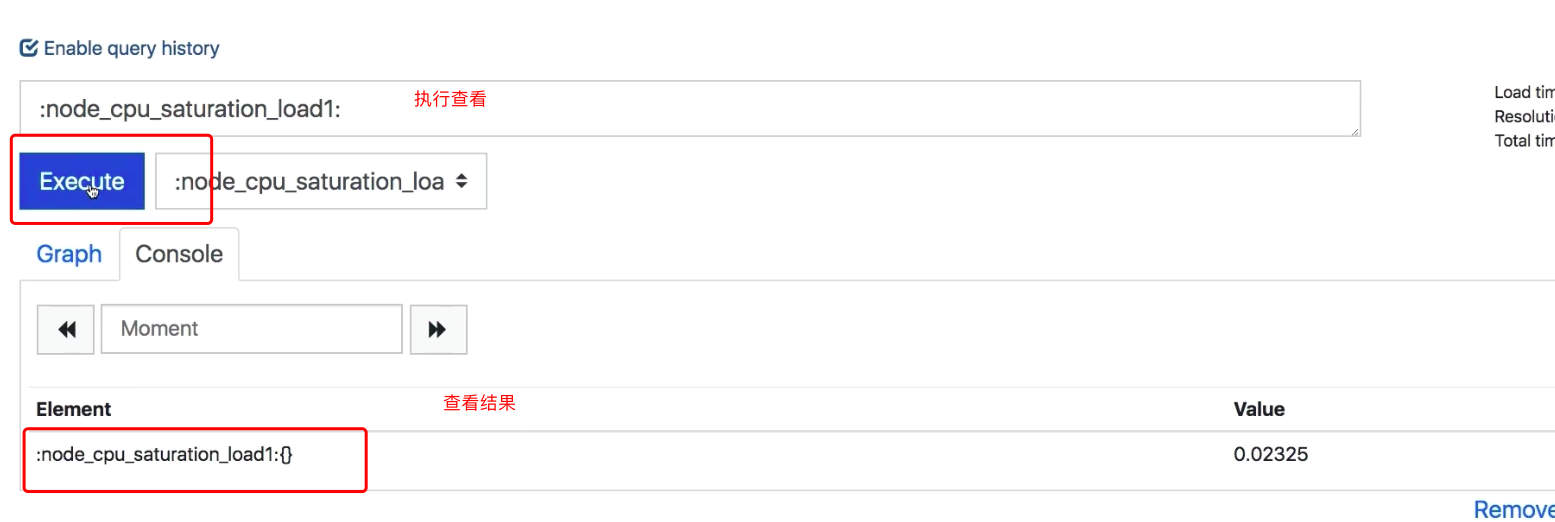 Enable query history
:node_cpu_saturation_load1:
执行查看
Load tim
Resoluti
Total tim
Execute
:node_cpu_saturation_loa
Graph
Console
Moment
查看结果
Element
Value
:node_cpu_saturation_load1:{}
0.02325
Remove